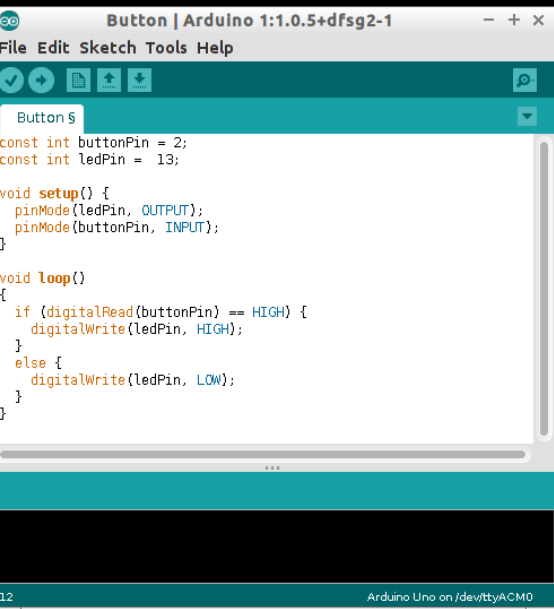 Button | Arduino 1:1.0.5+dfsg2-1
File Edit Sketch Tools Help
Button §
const int buttonPin = 2;
const int ledPin =  13;
void setup() {
  pinMode(ledPin, OUTPUT);
  pinMode(buttonPin, INPUT);
}
void loop()
{
  if (digitalRead(buttonPin) == HIGH) {
    digitalWrite(ledPin, HIGH);
  }
  else {
    digitalWrite(ledPin, LOW);
  }
}
12 Arduino Uno on /dev/ttyACM0